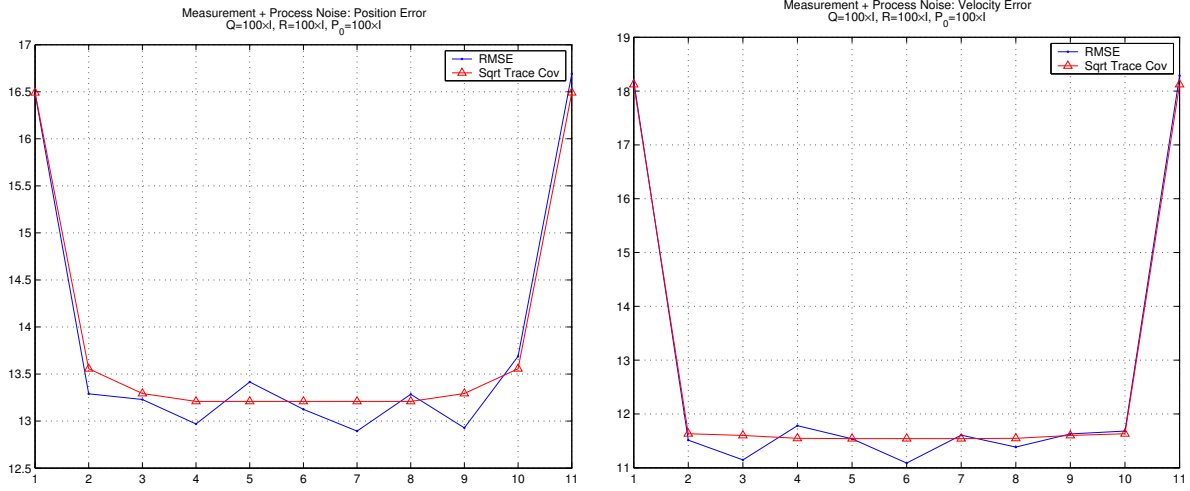 Measurement + Process Noise: Position Error
Q=100×I, R=100×I, P0=100×I
17
16.5
16
15.5
15
14.5
14
13.5
13
12.5
1 2 3 4 5 6 7 8 9 10 11
RMSE
Sqrt Trace Cov
Measurement + Process Noise: Velocity Error
Q=100×I, R=100×I, P0=100×I
19
18
17
16
15
14
13
12
11
1 2 3 4 5 6 7 8 9 10 11
RMSE
Sqrt Trace Cov